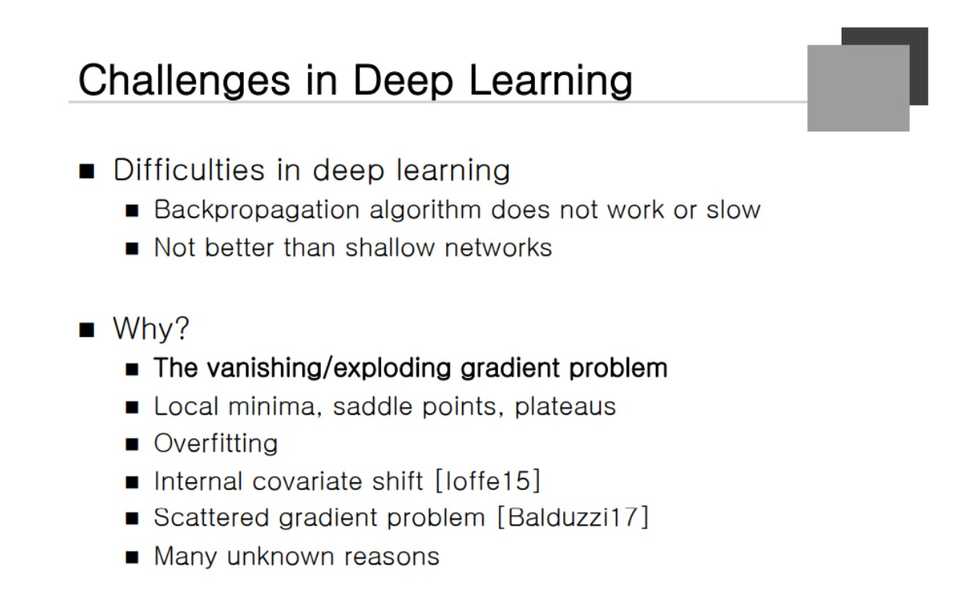 Challenges in Deep Learning
Difficulties in deep learning
Backpropagation algorithm does not work or slow
Not better than shallow networks
Why?
The vanishing/exploding gradient problem
Local minima, saddle points, plateaus
Overfitting
Internal covariate shift [Ioffe15]
Scattered gradient problem [Balduzzi17]
Many unknown reasons